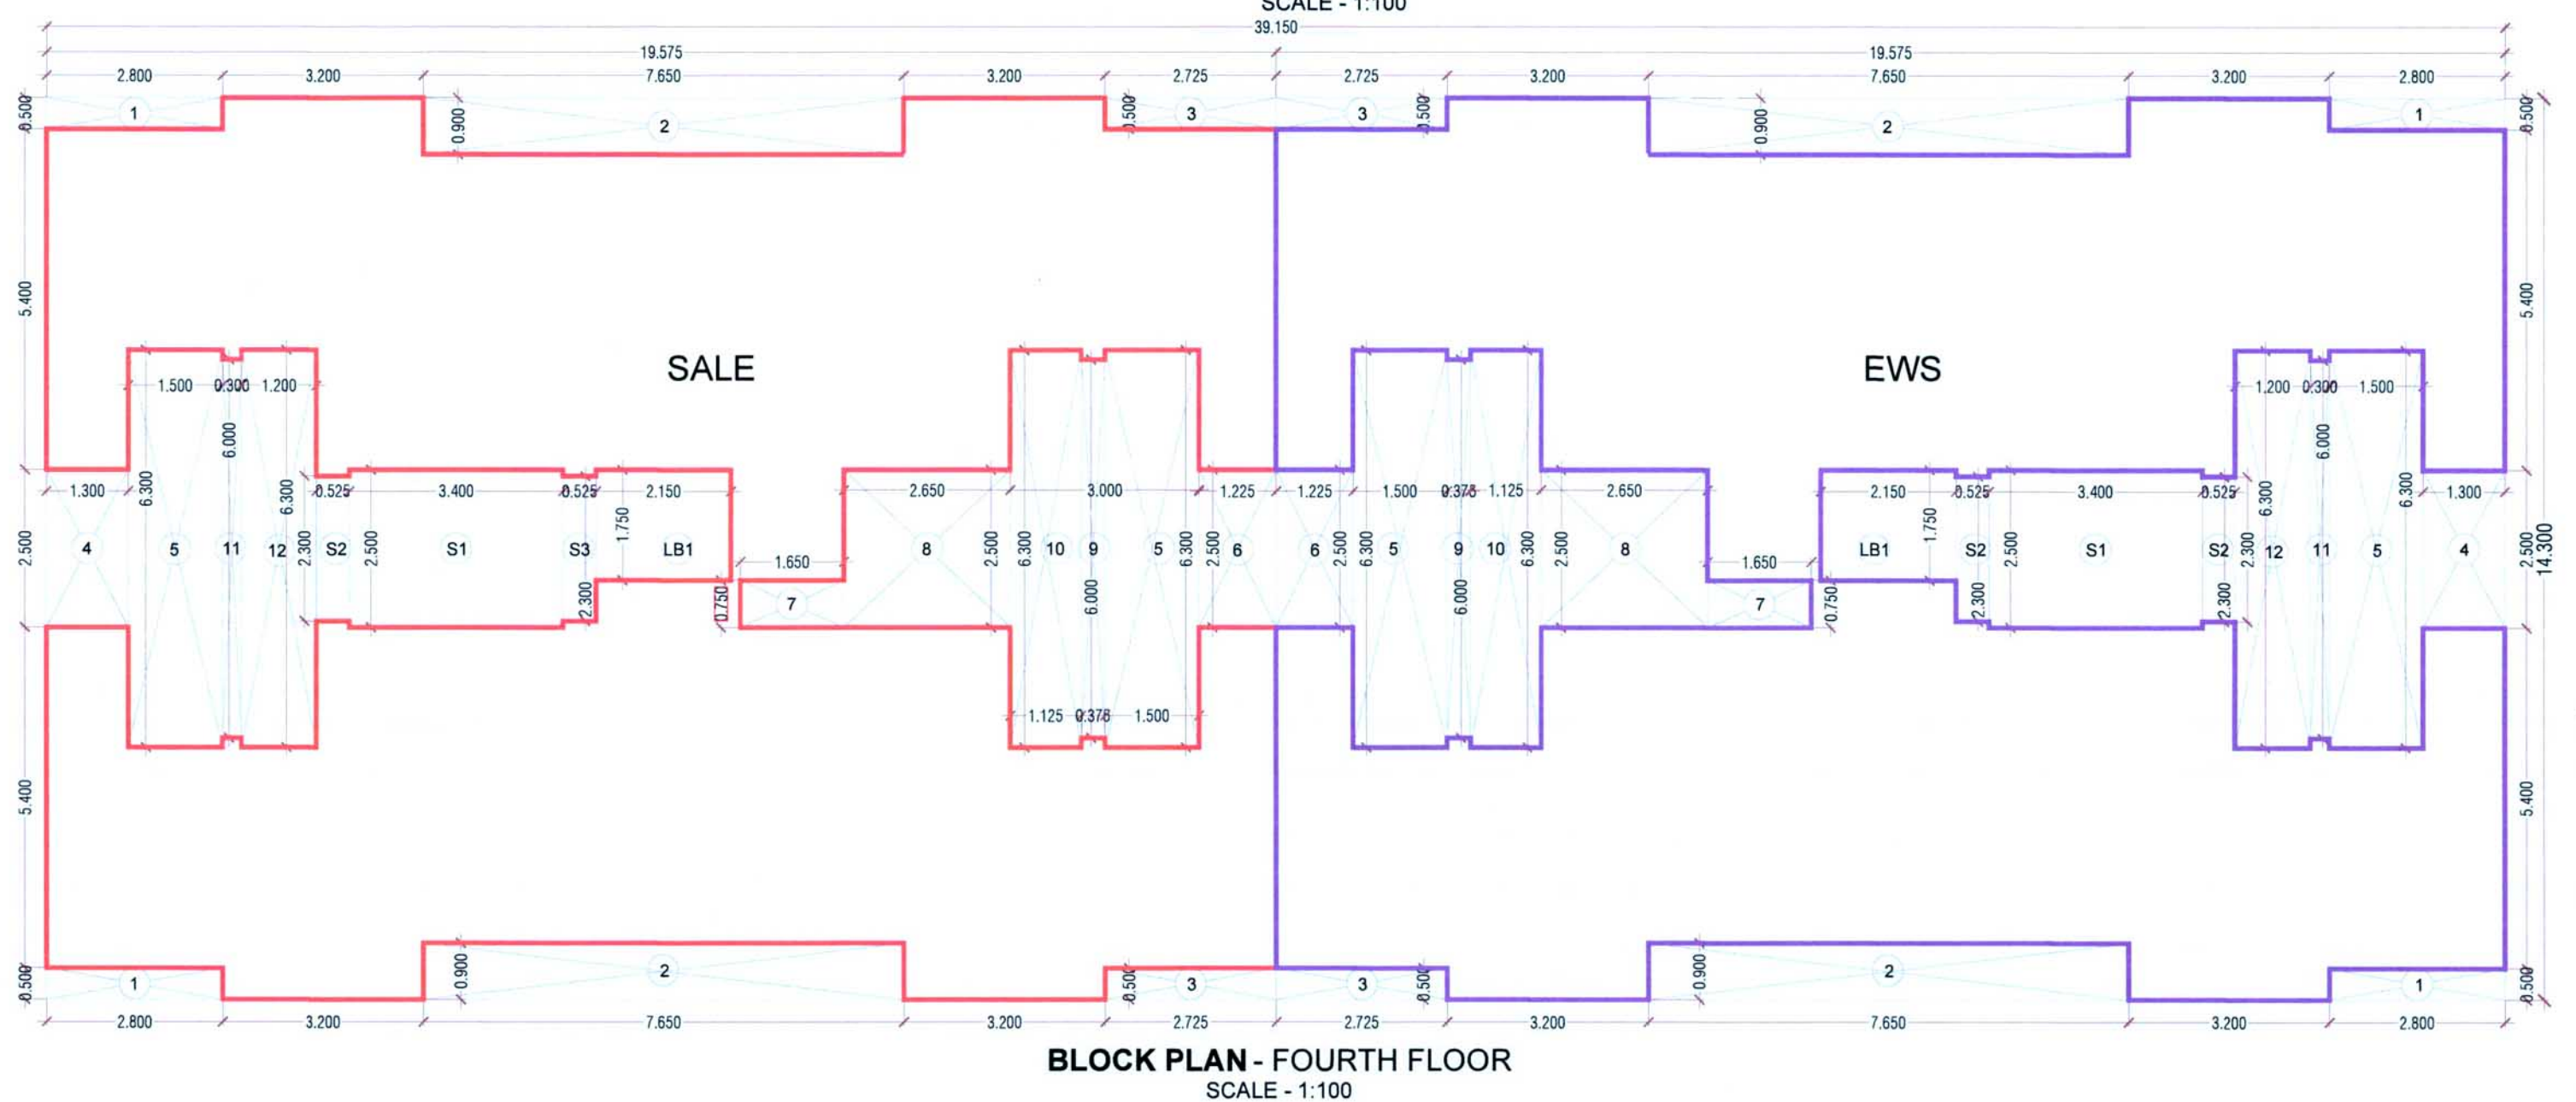 SCALE - 1:100
39.150
19.575 19.575
2.800 3.200 7.650 3.200 2.725 2.725 3.200 7.650 3.200 2.800
0.500 1 0.900 2 0.500 3 3 0.500 0.900 2 1 0.500
5.400 SALE EWS 5.400
1.500 0.300 1.200 1.200 0.300 1.500
6.000 6.000
1.300 6.300 6.300 0.525 3.400 0.525 2.150 2.650 3.000 1.225 1.225 1.500 0.375 1.125 2.650 2.150 0.525 3.400 0.525 6.300 6.300 1.300
1.750 1.750
2.500 4 5 11 12 2.300 S2 2.500 S1 S3 LB1 8 2.500 6.300 10 9 5 6.300 2.500 6 6 2.500 6.300 5 9 10 6.300 2.500 8 LB1 S2 2.500 S1 S2 2.300 12 11 5 4 2.500 14.300
1.650 1.650
2.300 0.750 7 6.000 6.000 7 0.750 2.300 2.300
1.125 0.375 1.500
5.400 5.400
0.500 1 0.900 2 0.500 3 3 0.500 0.900 2 1 0.500
2.800 3.200 7.650 3.200 2.725 2.725 3.200 7.650 3.200 2.800
BLOCK PLAN - FOURTH FLOOR
SCALE - 1:100